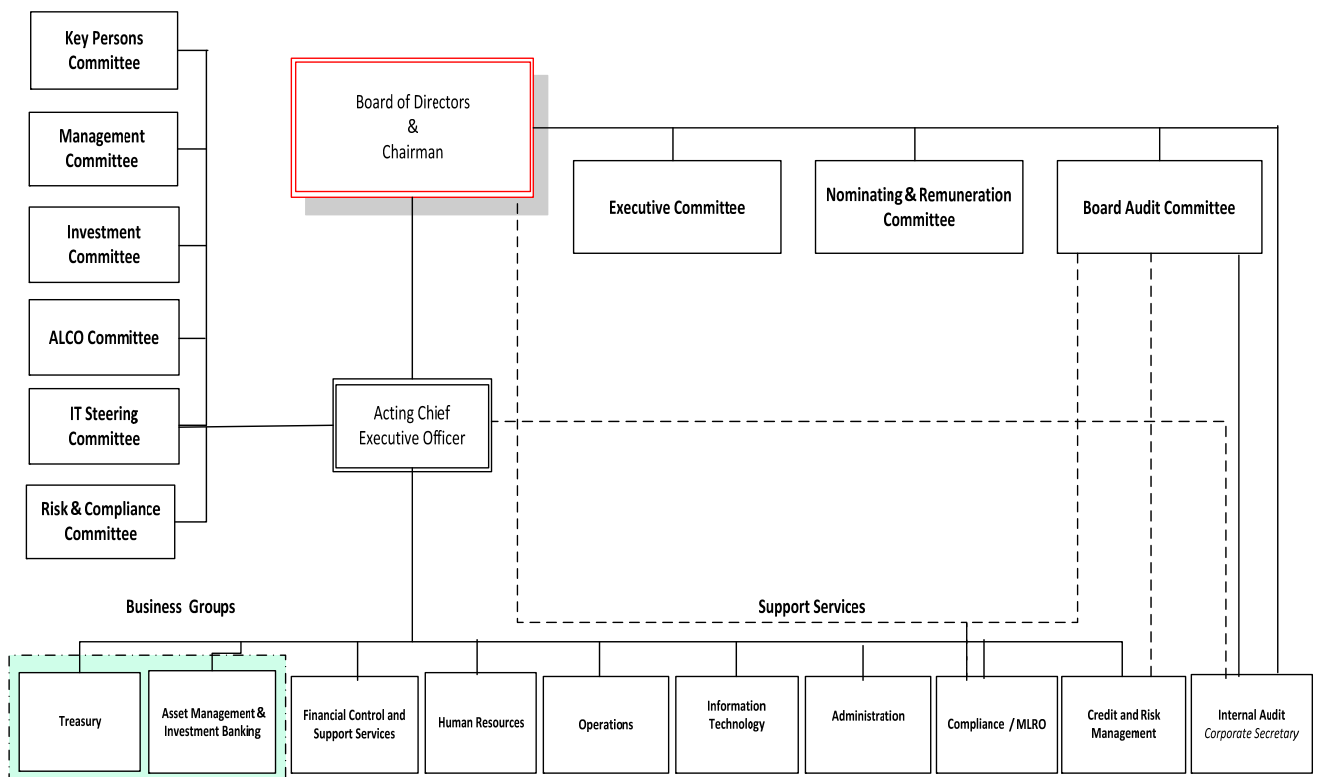 Key Persons
Committee
Management
Committee
Investment
Committee
ALCO Committee
IT Steering
Committee
Risk & Compliance
Committee
Board of Directors
&
Chairman
Executive Committee
Nominating & Remuneration
Committee
Board Audit Committee
Acting Chief
Executive Officer
Business Groups
Support Services
Treasury
Asset Management &
Investment Banking
Financial Control and
Support Services
Human Resources
Operations
Information
Technology
Administration
Compliance / MLRO
Credit and Risk
Management
Internal Audit
Corporate Secretary